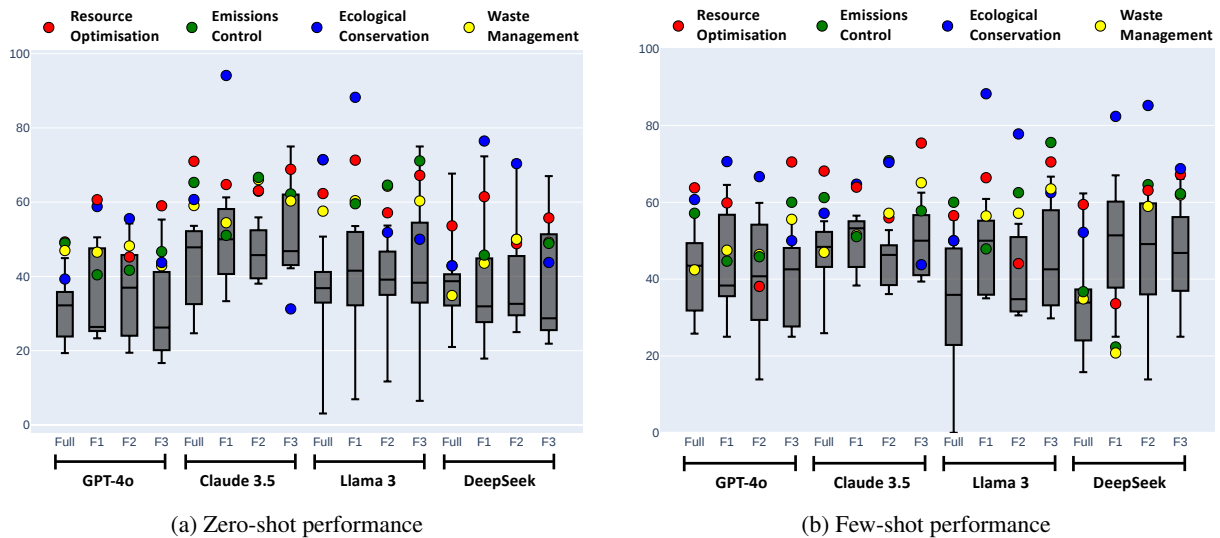 Resource Optimisation
Emissions Control
Ecological Conservation
Waste Management
100
80
60
40
20
0
Full F1 F2 F3 Full F1 F2 F3 Full F1 F2 F3 Full F1 F2 F3
GPT-4o Claude 3.5 Llama 3 DeepSeek
(a) Zero-shot performance
Resource Optimisation
Emissions Control
Ecological Conservation
Waste Management
100
80
60
40
20
0
Full F1 F2 F3 Full F1 F2 F3 Full F1 F2 F3 Full F1 F2 F3
GPT-4o Claude 3.5 Llama 3 DeepSeek
(b) Few-shot performance